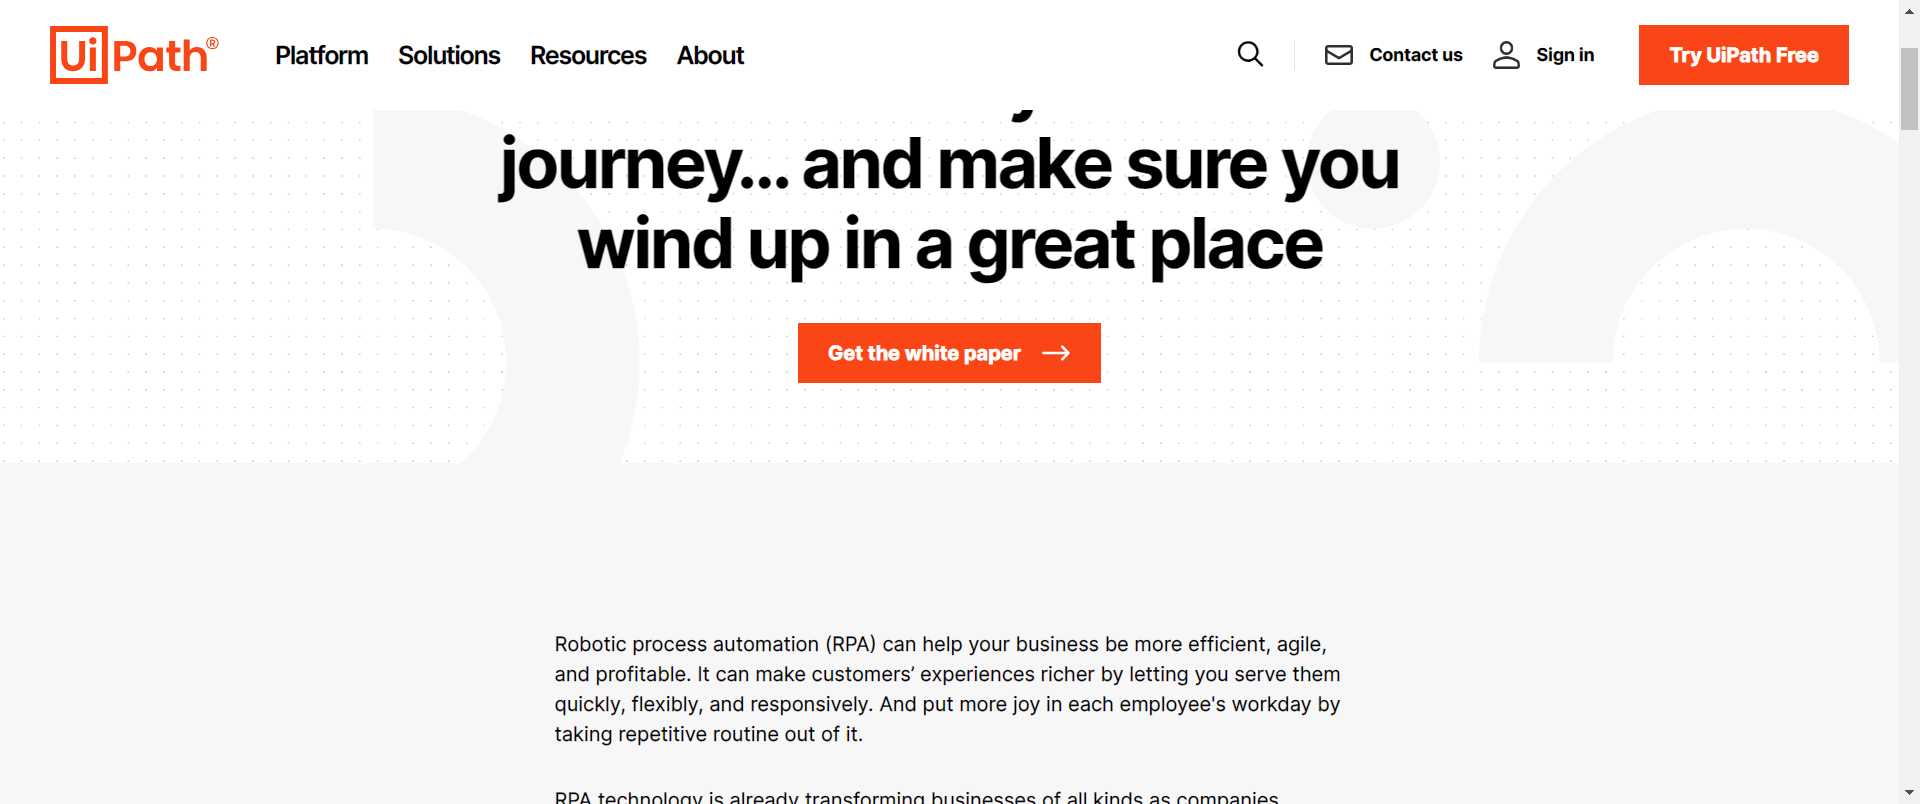 UiPath®
Platform
Solutions
Resources
About
Contact us
Sign in
Try UiPath Free
journey... and make sure you
wind up in a great place
Get the white paper
Robotic process automation (RPA) can help your business be more efficient, agile,
and profitable. It can make customers’ experiences richer by letting you serve them
quickly, flexibly, and responsively. And put more joy in each employee's workday by
taking repetitive routine out of it.
RPA technology is already transforming businesses of all kinds as companies